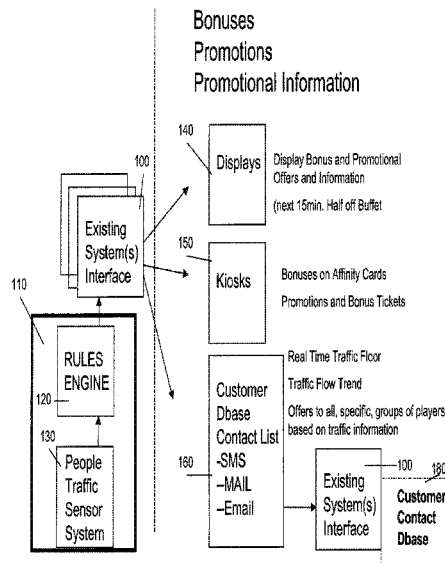 Bonuses
Promotions
Promotional Information
140
Displays
Display Bonus and Promotional
Offers and Information
(next 15min. Half off Buffet
100
Existing
System(s)
Interface
150
Kiosks
Bonuses on Affinity Cards
Promotions and Bonus Tickets
110
RULES
ENGINE
120
130
People
Traffic
Sensor
System
Real Time Traffic Floor
Traffic Flow Trend
Offers to all, specific, groups of players
based on traffic information
Customer
Dbase
Contact List
-SMS
–MAIL
–Email
160
100
Existing
System(s)
Interface
180
Customer
Contact
Dbase